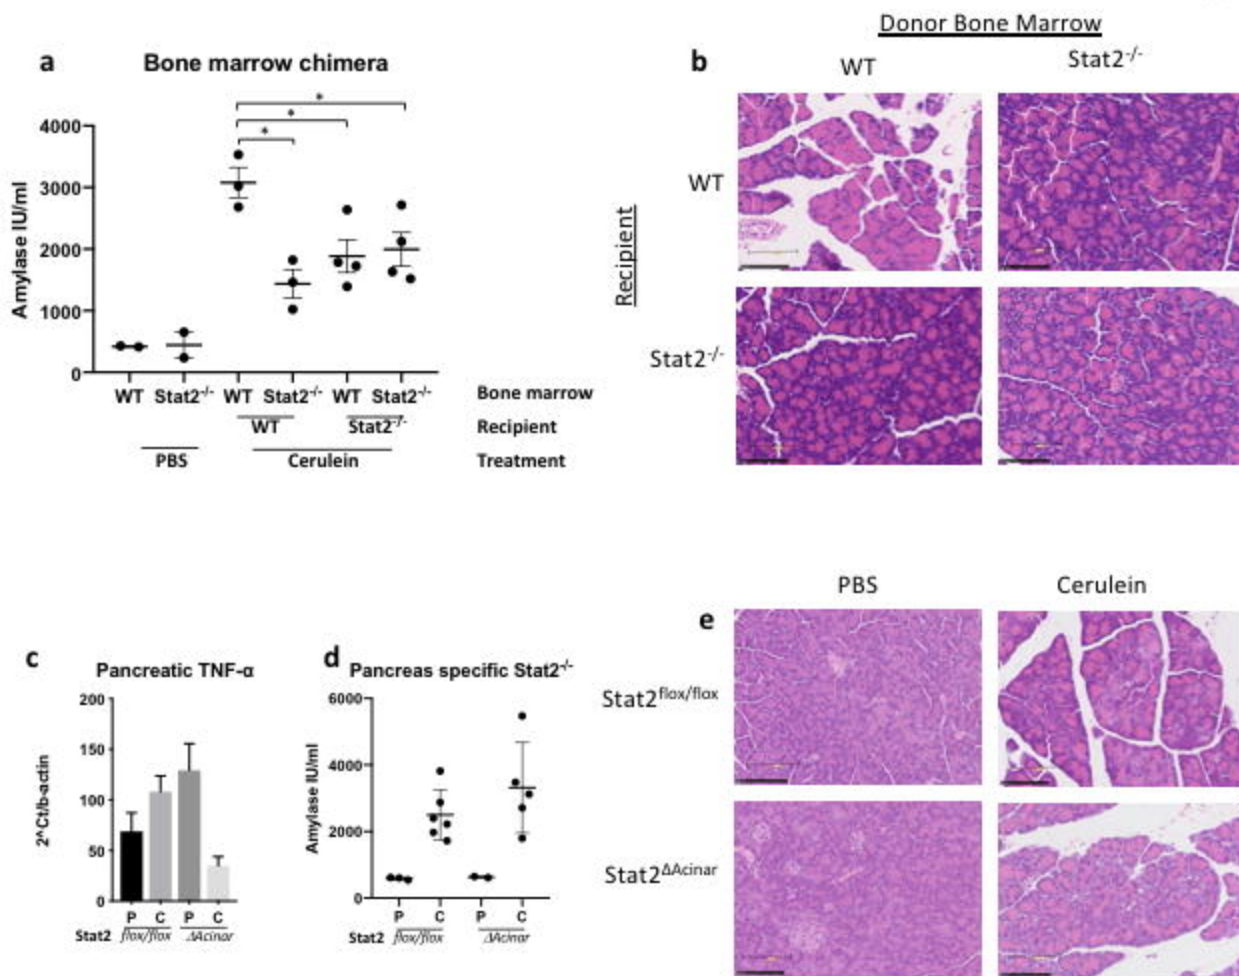 Donor Bone Marrow
a Bone marrow chimera
b WT Stat2-/-
4000
3000
2000
1000
0
Amylase IU/ml
* * *
WT Stat2-/- WT Stat2-/- WT Stat2-/- Bone marrow
WT Stat2-/- Recipient
PBS Cerulein Treatment
WT
Recipient
Stat2-/-
c Pancreatic TNF-α
200
150
100
50
0
2^Ct/b-actin
P C P C
Stat2 flox/flox ΔAcinar
d Pancreas specific Stat2-/-
6000
4000
2000
0
Amylase IU/ml
P C P C
Stat2 flox/flox ΔAcinar
e PBS Cerulein
Stat2flox/flox
Stat2ΔAcinar